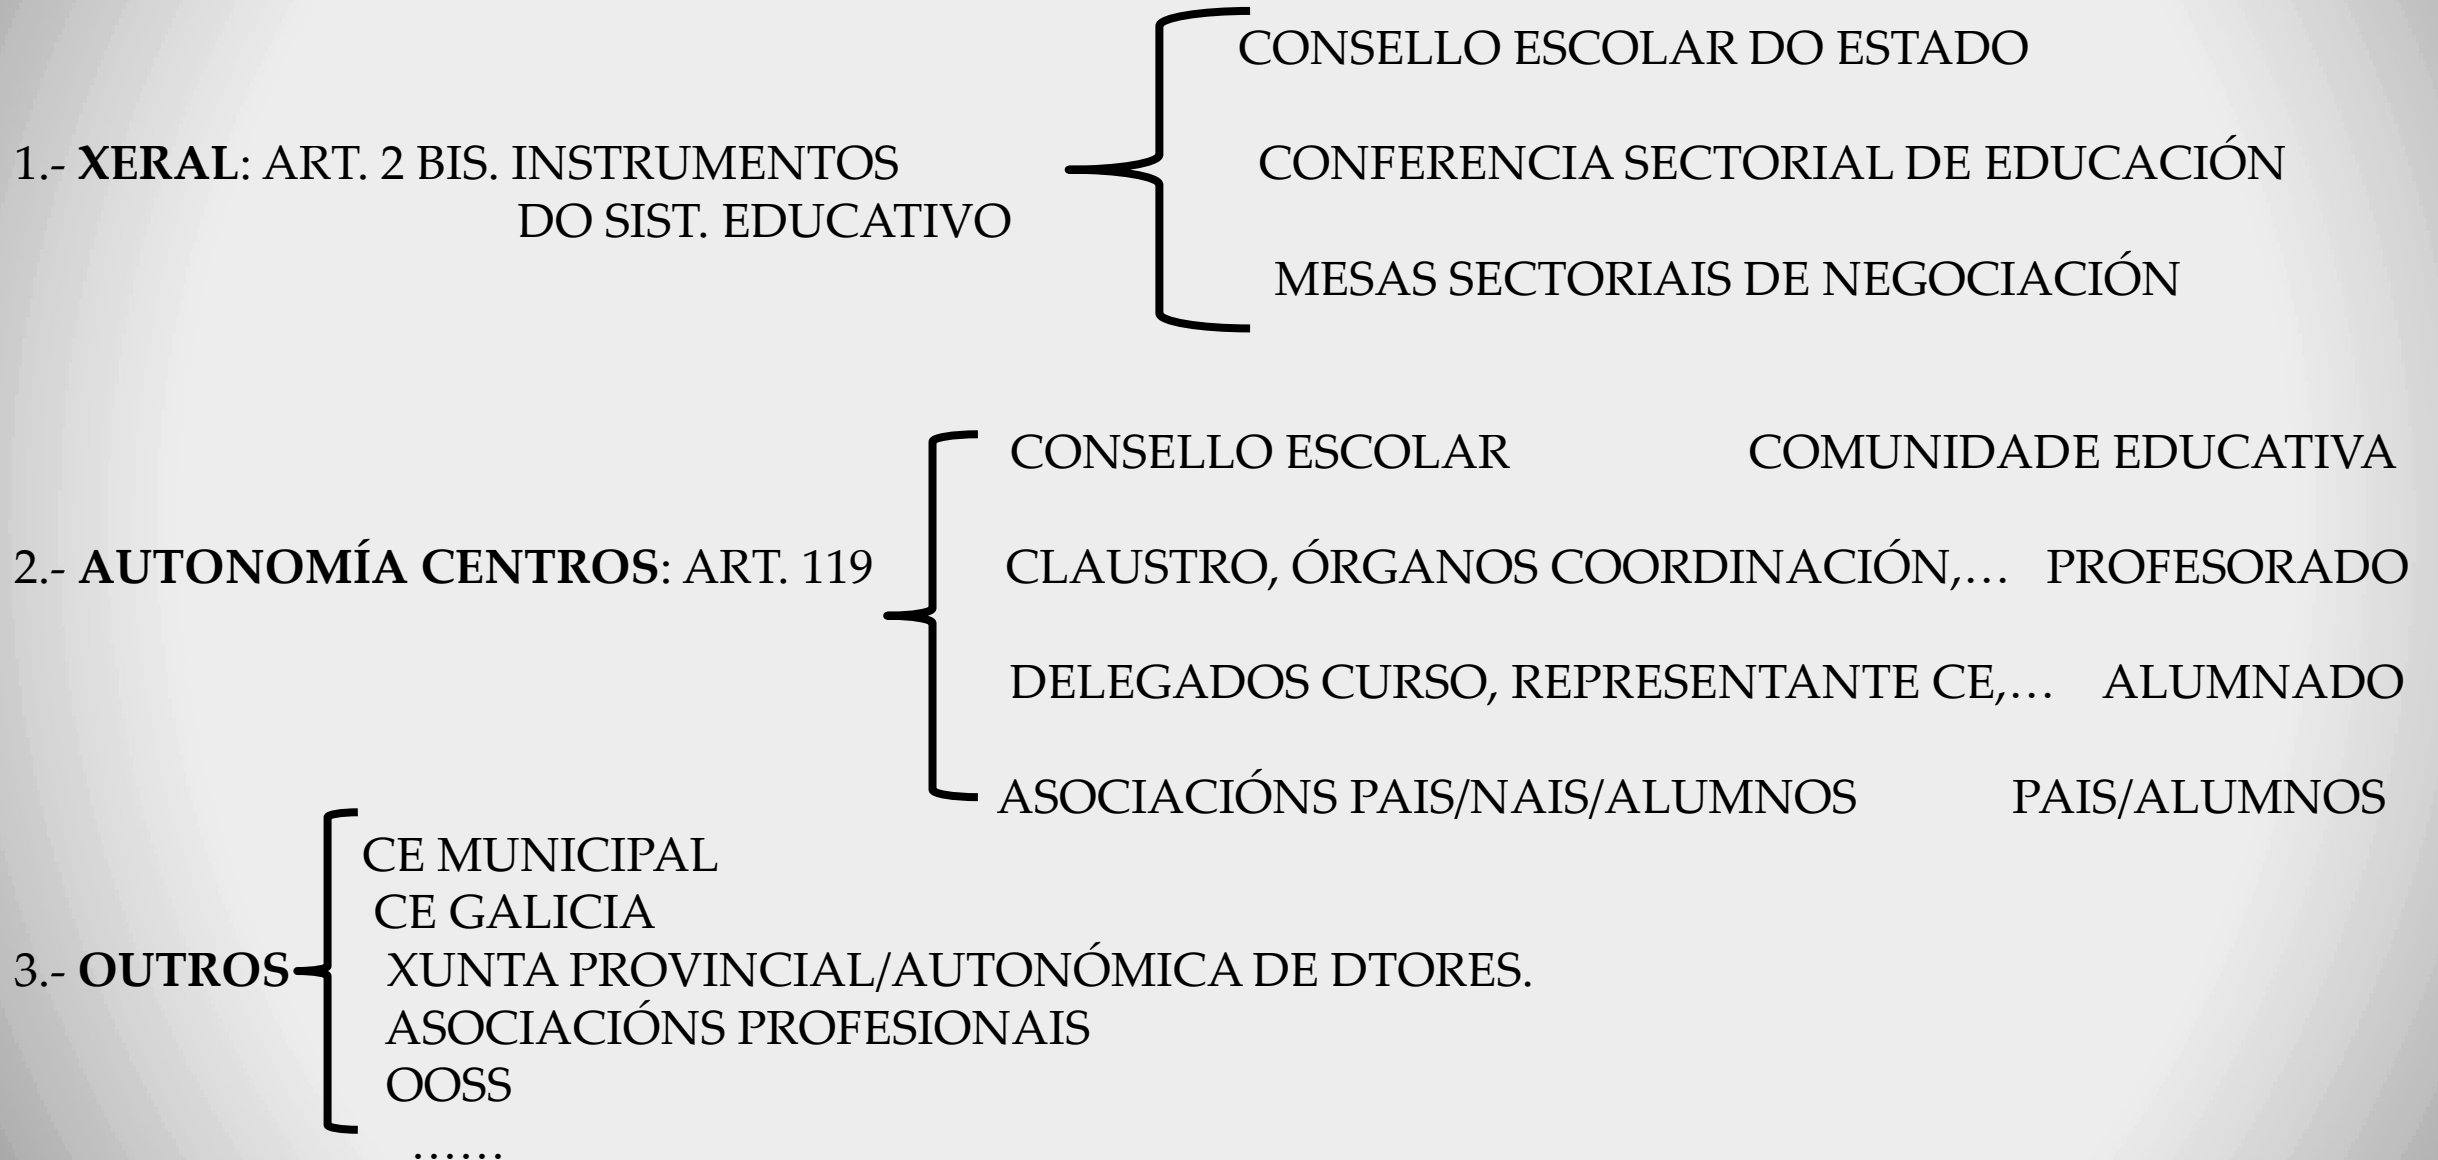 CONSELLO ESCOLAR DO ESTADO
1.- XERAL: ART. 2 BIS. INSTRUMENTOS CONFERENCIA SECTORIAL DE EDUCACIÓN
DO SIST. EDUCATIVO
MESAS SECTORIAIS DE NEGOCIACIÓN
CONSELLO ESCOLAR COMUNIDADE EDUCATIVA
2.- AUTONOMÍA CENTROS: ART. 119 CLAUSTRO, ÓRGANOS COORDINACIÓN,... PROFESORADO
DELEGADOS CURSO, REPRESENTANTE CE,... ALUMNADO
ASOCIACIÓNS PAIS/NAIS/ALUMNOS PAIS/ALUMNOS
CE MUNICIPAL
CE GALICIA
3.- OUTROS XUNTA PROVINCIAL/AUTONÓMICA DE DTORES.
ASOCIACIÓNS PROFESIONAIS
OOSS
......